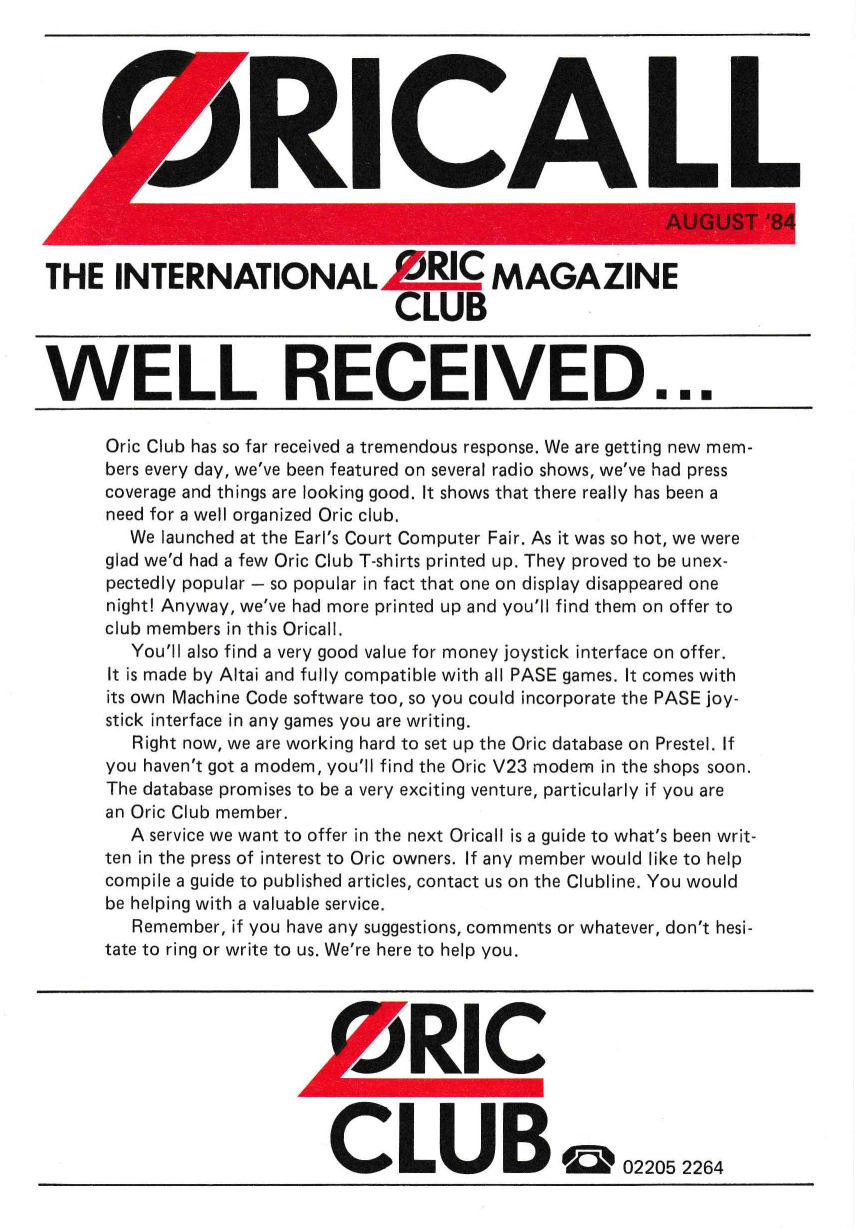 ORICALL
AUGUST '84
THE INTERNATIONAL ORIC CLUB MAGAZINE
WELL RECEIVED...
Oric Club has so far received a tremendous response. We are getting new mem-
bers every day, we've been featured on several radio shows, we've had press
coverage and things are looking good. It shows that there really has been a
need for a well organized Oric club.
We launched at the Earl's Court Computer Fair. As it was so hot, we were
glad we'd had a few Oric Club T-shirts printed up. They proved to be unex-
pectedly popular — so popular in fact that one on display disappeared one
night! Anyway, we've had more printed up and you'll find them on offer to
club members in this Oricall.
You'll also find a very good value for money joystick interface on offer.
It is made by Altai and fully compatible with all PASE games. It comes with
its own Machine Code software too, so you could incorporate the PASE joy-
stick interface in any games you are writing.
Right now, we are working hard to set up the Oric database on Prestel. If
you haven't got a modem, you'll find the Oric V23 modem in the shops soon.
The database promises to be a very exciting venture, particularly if you are
an Oric Club member.
A service we want to offer in the next Oricall is a guide to what's been writ-
ten in the press of interest to Oric owners. If any member would like to help
compile a guide to published articles, contact us on the Clubline. You would
be helping with a valuable service.
Remember, if you have any suggestions, comments or whatever, don't hesi-
tate to ring or write to us. We're here to help you.
ORIC
CLUB
02205 2264